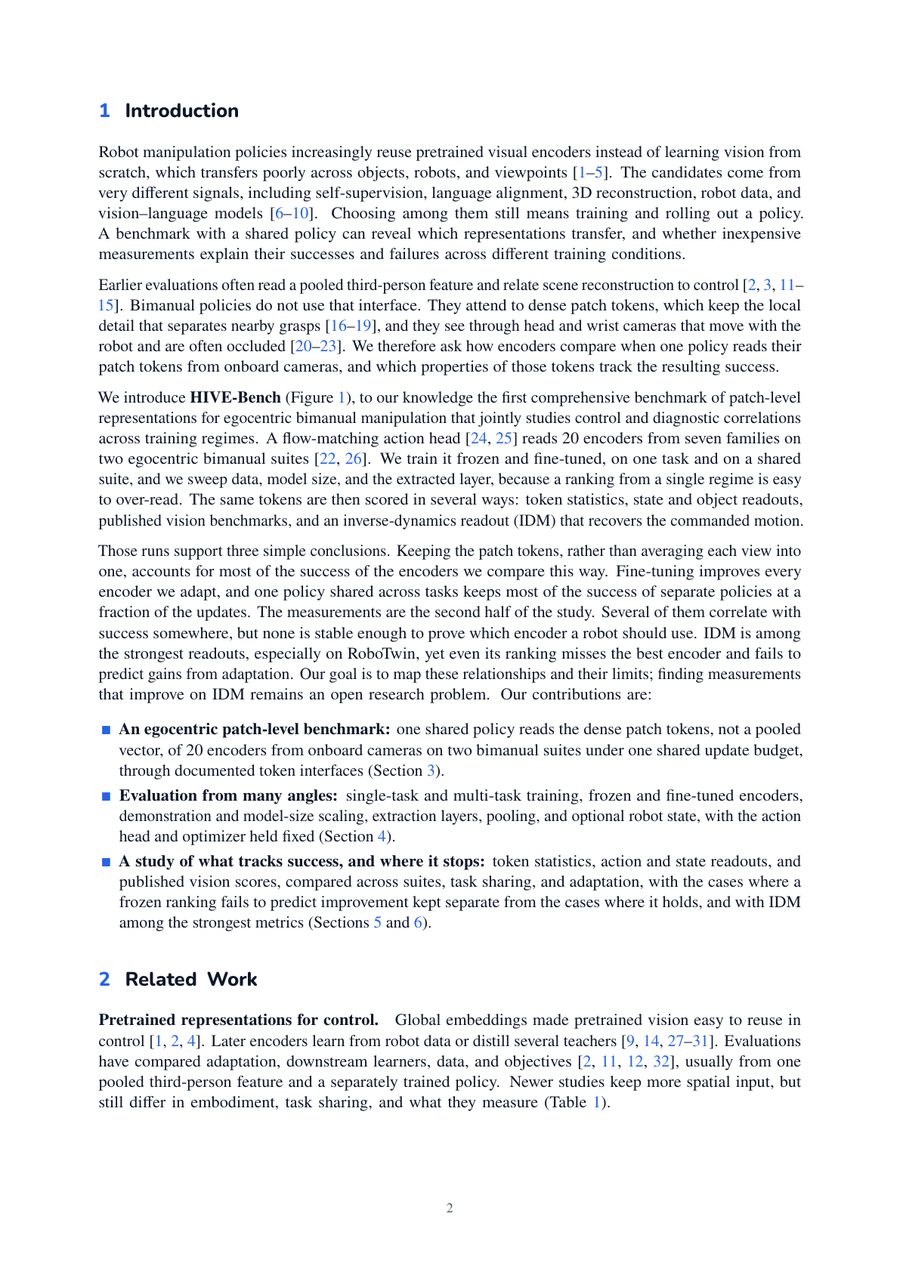 1 Introduction
Robot manipulation policies increasingly reuse pretrained visual encoders instead of learning vision from
scratch, which transfers poorly across objects, robots, and viewpoints [1–5]. The candidates come from
very different signals, including self-supervision, language alignment, 3D reconstruction, robot data, and
vision–language models [6–10]. Choosing among them still means training and rolling out a policy.
A benchmark with a shared policy can reveal which representations transfer, and whether inexpensive
measurements explain their successes and failures across different training conditions.
Earlier evaluations often read a pooled third-person feature and relate scene reconstruction to control [2, 3, 11–
15]. Bimanual policies do not use that interface. They attend to dense patch tokens, which keep the local
detail that separates nearby grasps [16–19], and they see through head and wrist cameras that move with the
robot and are often occluded [20–23]. We therefore ask how encoders compare when one policy reads their
patch tokens from onboard cameras, and which properties of those tokens track the resulting success.
We introduce HIVE-Bench (Figure 1), to our knowledge the first comprehensive benchmark of patch-level
representations for egocentric bimanual manipulation that jointly studies control and diagnostic correlations
across training regimes. A flow-matching action head [24, 25] reads 20 encoders from seven families on
two egocentric bimanual suites [22, 26]. We train it frozen and fine-tuned, on one task and on a shared
suite, and we sweep data, model size, and the extracted layer, because a ranking from a single regime is easy
to over-read. The same tokens are then scored in several ways: token statistics, state and object readouts,
published vision benchmarks, and an inverse-dynamics readout (IDM) that recovers the commanded motion.
Those runs support three simple conclusions. Keeping the patch tokens, rather than averaging each view into
one, accounts for most of the success of the encoders we compare this way. Fine-tuning improves every
encoder we adapt, and one policy shared across tasks keeps most of the success of separate policies at a
fraction of the updates. The measurements are the second half of the study. Several of them correlate with
success somewhere, but none is stable enough to prove which encoder a robot should use. IDM is among
the strongest readouts, especially on RoboTwin, yet even its ranking misses the best encoder and fails to
predict gains from adaptation. Our goal is to map these relationships and their limits; finding measurements
that improve on IDM remains an open research problem. Our contributions are:
■ An egocentric patch-level benchmark: one shared policy reads the dense patch tokens, not a pooled
vector, of 20 encoders from onboard cameras on two bimanual suites under one shared update budget,
through documented token interfaces (Section 3).
■ Evaluation from many angles: single-task and multi-task training, frozen and fine-tuned encoders,
demonstration and model-size scaling, extraction layers, pooling, and optional robot state, with the action
head and optimizer held fixed (Section 4).
■ A study of what tracks success, and where it stops: token statistics, action and state readouts, and
published vision scores, compared across suites, task sharing, and adaptation, with the cases where a
frozen ranking fails to predict improvement kept separate from the cases where it holds, and with IDM
among the strongest metrics (Sections 5 and 6).
2 Related Work
Pretrained representations for control. Global embeddings made pretrained vision easy to reuse in
control [1, 2, 4]. Later encoders learn from robot data or distill several teachers [9, 14, 27–31]. Evaluations
have compared adaptation, downstream learners, data, and objectives [2, 11, 12, 32], usually from one
pooled third-person feature and a separately trained policy. Newer studies keep more spatial input, but
still differ in embodiment, task sharing, and what they measure (Table 1).
2